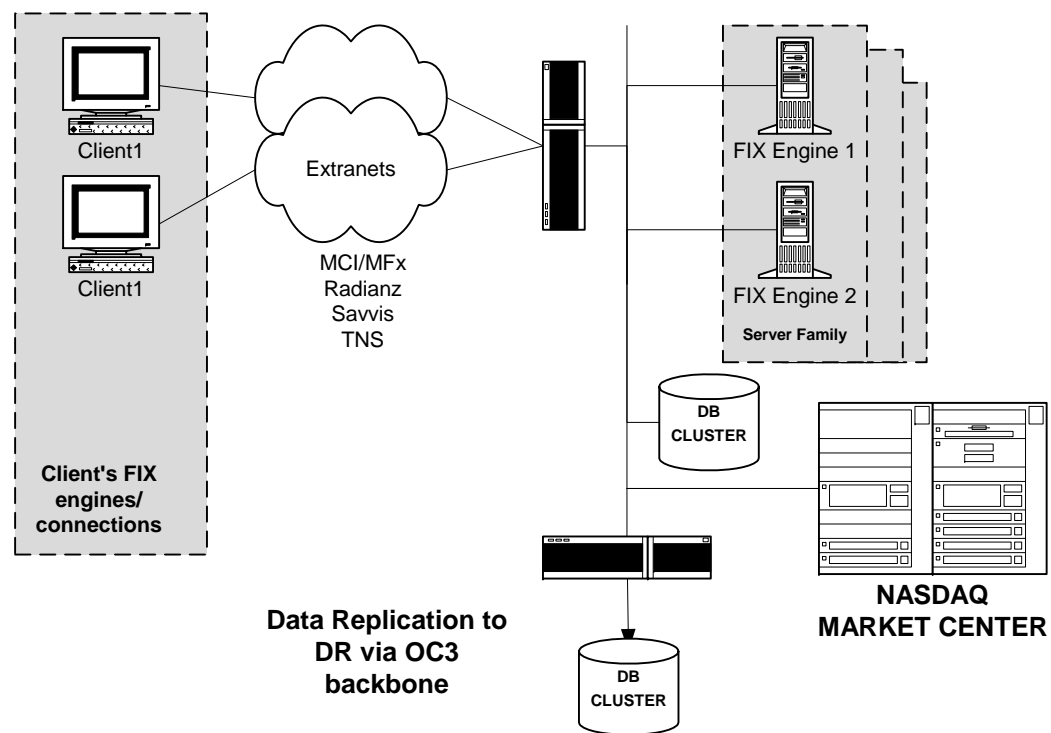 Client1
Client1
Client's FIX
engines/
connections
Extranets
MCI/MFx
Radianz
Savvis
TNS
FIX Engine 1
FIX Engine 2
Server Family
DB
CLUSTER
NASDAQ
MARKET CENTER
Data Replication to
DR via OC3
backbone
DB
CLUSTER